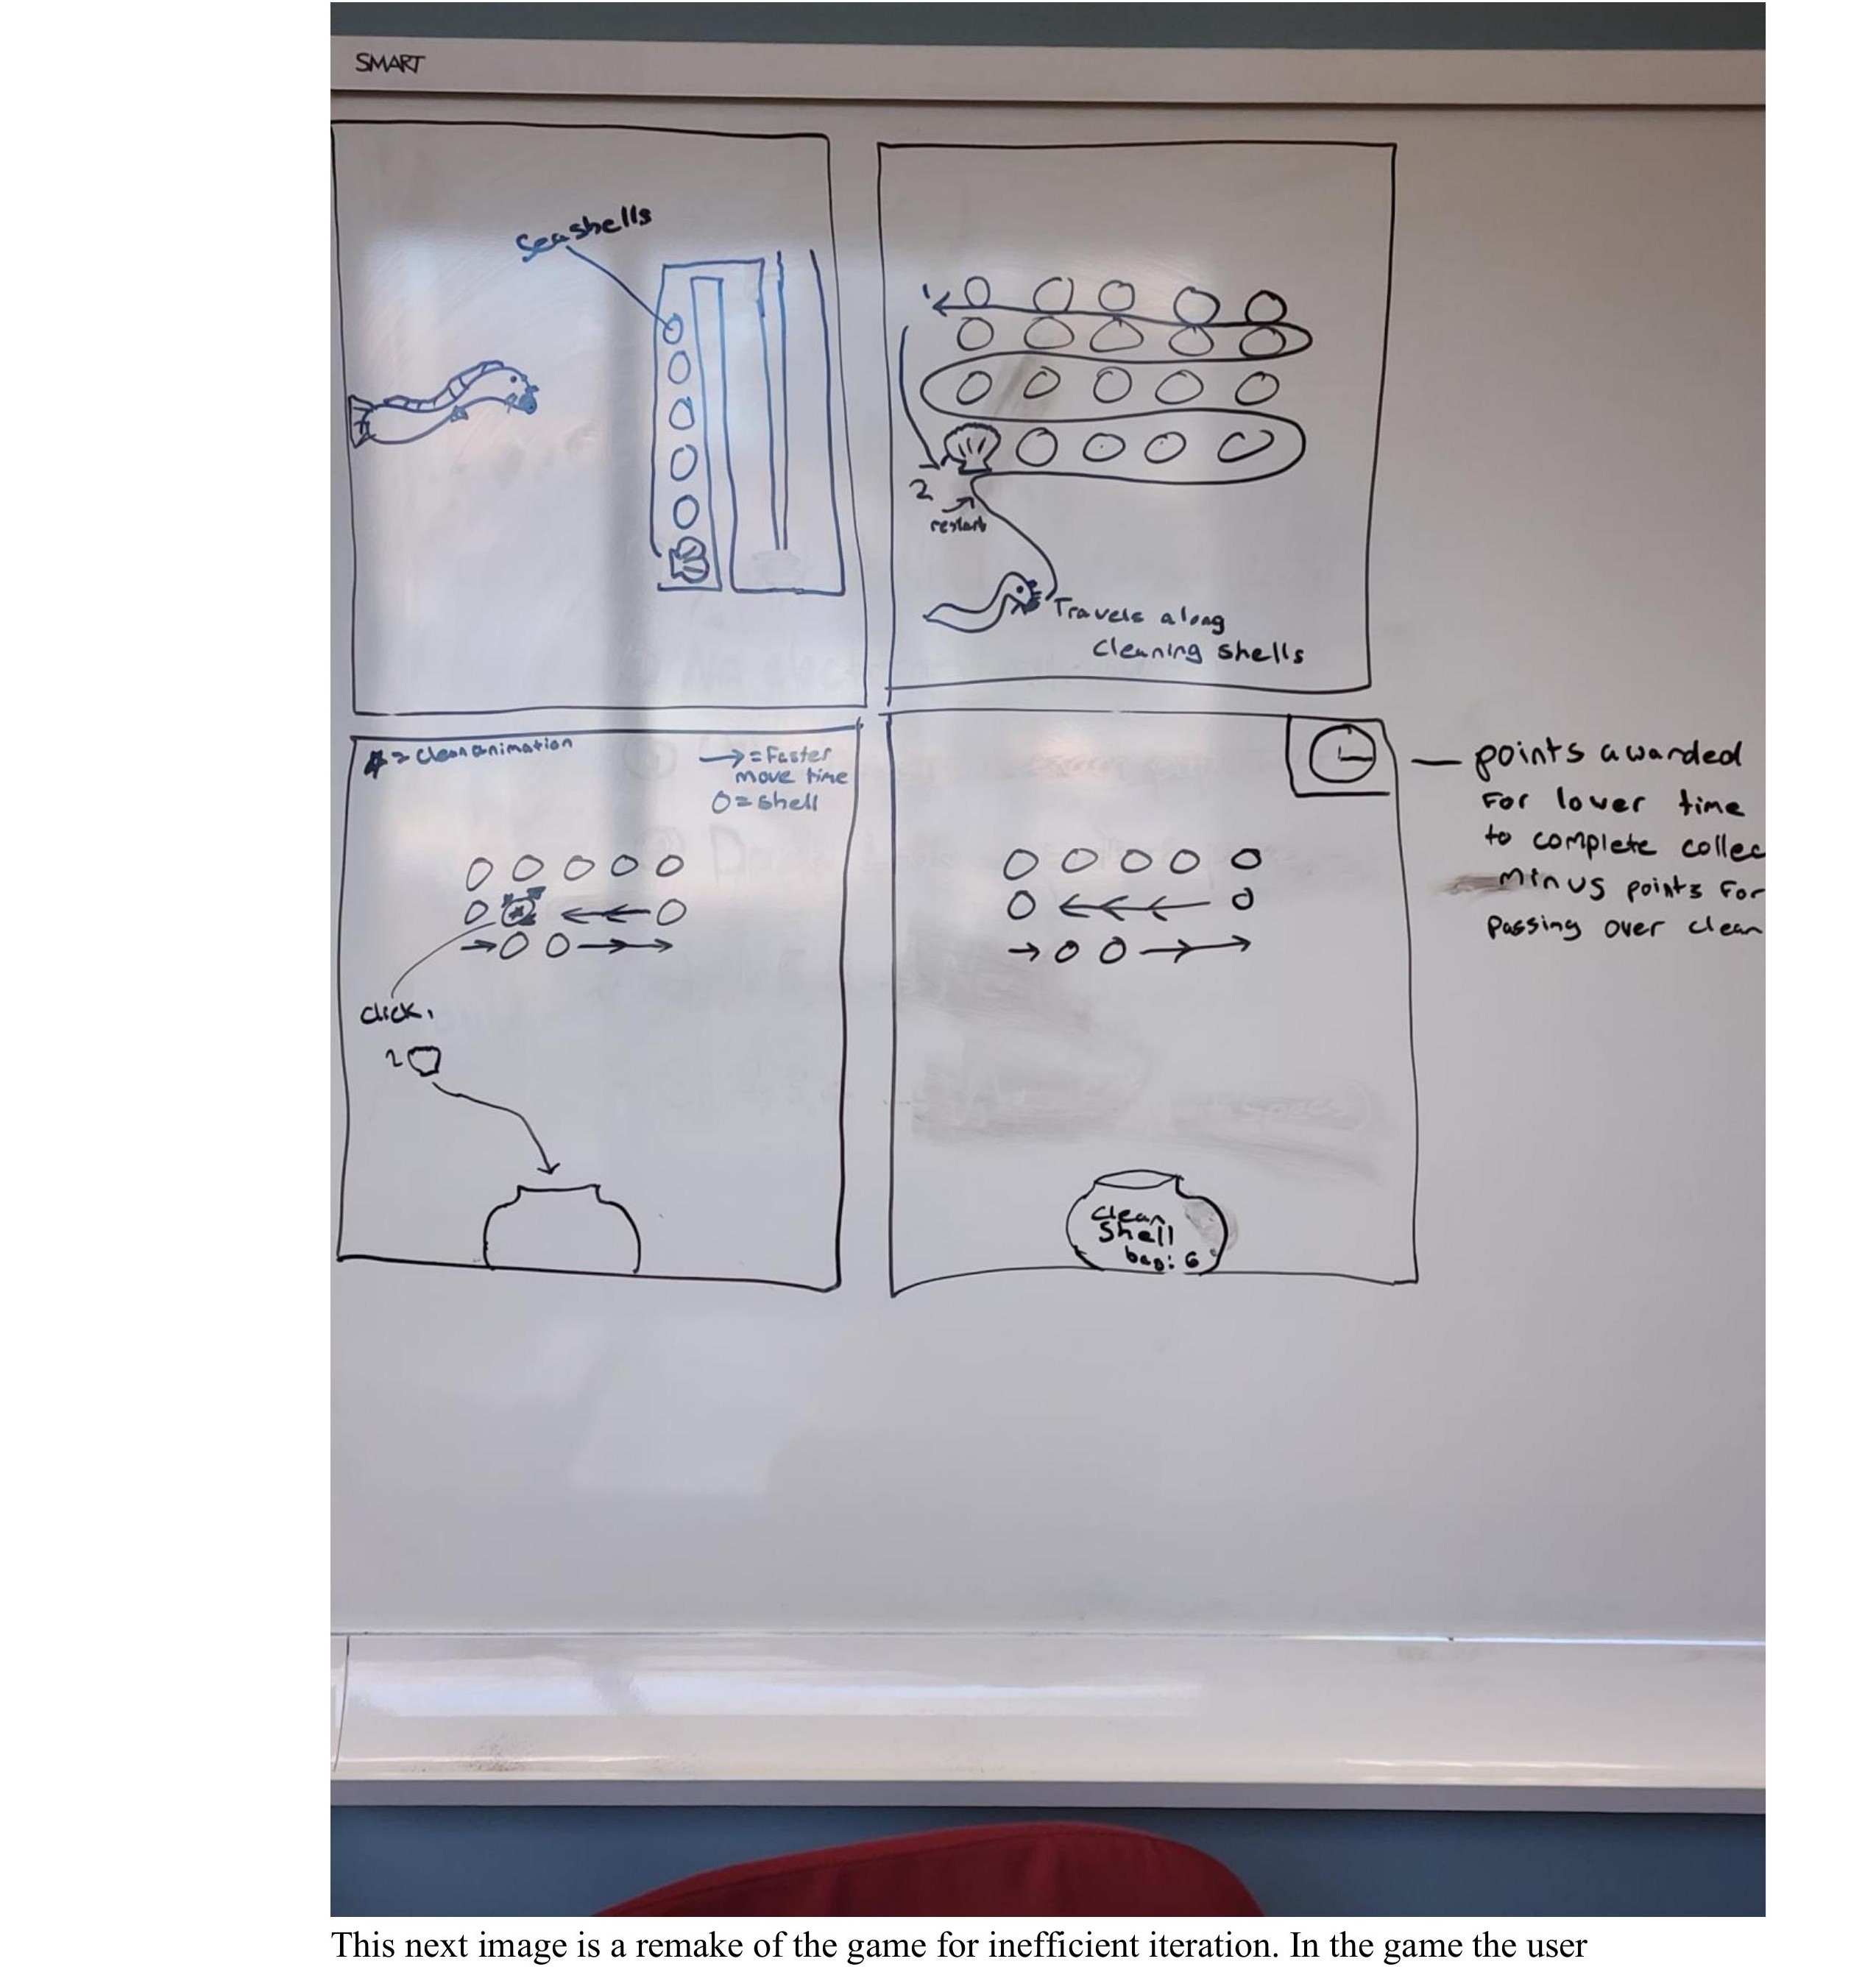 SMART
Seashells
1
2
restart
Travels along
cleaning shells
= clean animation
→ = Faster
move time
O = shell
click 1
2
points awarded
For lower time
to complete collec
minus points For
passing over clean
clean
shell
bag: 6
This next image is a remake of the game for inefficient iteration. In the game the user